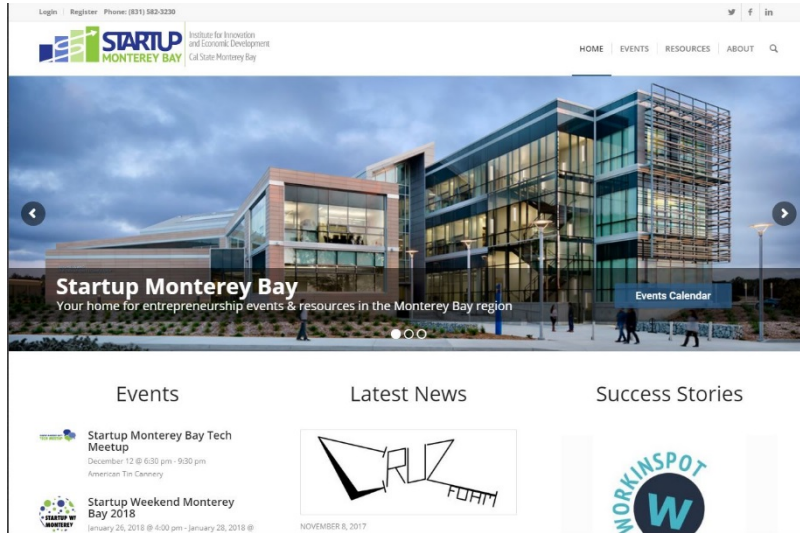 Login Register Phone: (831) 582-3230
STARTUP
MONTEREY BAY
Institute for Innovation
and Economic Development
Cal State Monterey Bay
HOME EVENTS RESOURCES ABOUT
Startup Monterey Bay
Your home for entrepreneurship events & resources in the Monterey Bay region
Events Calendar
Events
Startup Monterey Bay Tech
Meetup
December 12 @ 6:30 pm - 9:30 pm
American Tin Cannery
STARTUP WE
MONTEREY
Startup Weekend Monterey
Bay 2018
January 26, 2018 @ 4:00 pm - January 28, 2018 @
Latest News
CRUZ
FOAM
NOVEMBER 8, 2017
Success Stories
WORKINSPOT
W